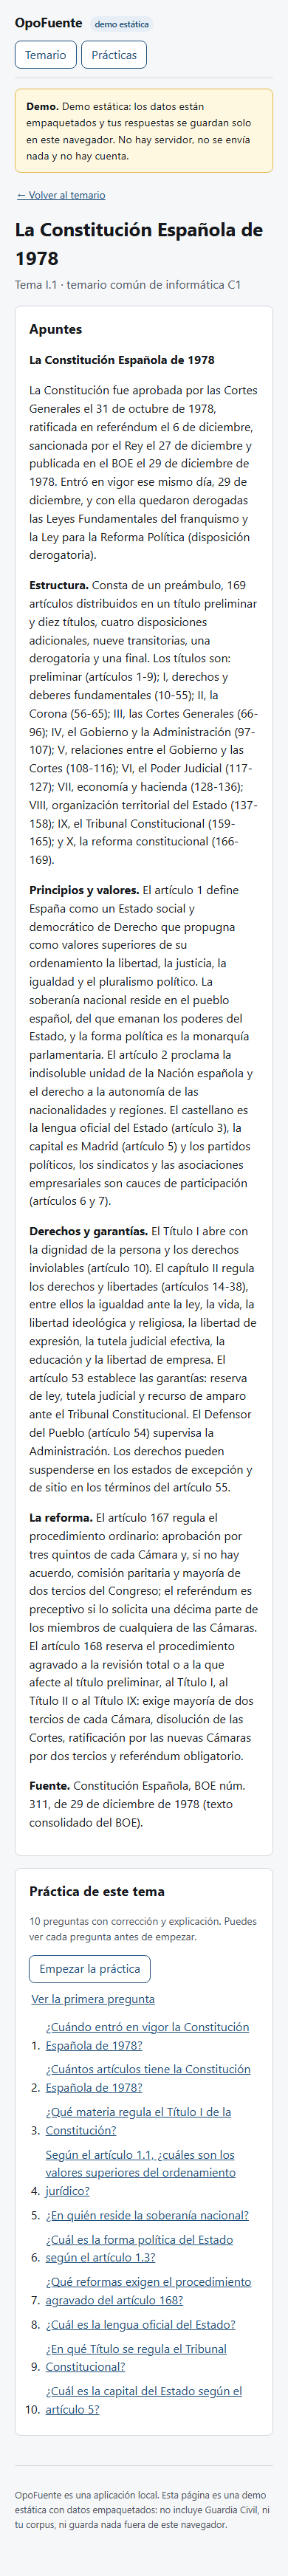 OpoFuente demo estática
Temario Prácticas
Demo. Demo estática: los datos están
empaquetados y tus respuestas se guardan solo
en este navegador. No hay servidor, no se envía
nada y no hay cuenta.
← Volver al temario
La Constitución Española de
1978
Tema I.1 · temario común de informática C1
Apuntes
La Constitución Española de 1978
La Constitución fue aprobada por las Cortes
Generales el 31 de octubre de 1978,
ratificada en referéndum el 6 de diciembre,
sancionada por el Rey el 27 de diciembre y
publicada en el BOE el 29 de diciembre de
1978. Entró en vigor ese mismo día, 29 de
diciembre, y con ella quedaron derogadas
las Leyes Fundamentales del franquismo y
la Ley para la Reforma Política (disposición
derogatoria).
Estructura. Consta de un preámbulo, 169
artículos distribuidos en un título preliminar
y diez títulos, cuatro disposiciones
adicionales, nueve transitorias, una
derogatoria y una final. Los títulos son:
preliminar (artículos 1-9); I, derechos y
deberes fundamentales (10-55); II, la
Corona (56-65); III, las Cortes Generales (66-
96); IV, el Gobierno y la Administración (97-
107); V, relaciones entre el Gobierno y las
Cortes (108-116); VI, el Poder Judicial (117-
127); VII, economía y hacienda (128-136);
VIII, organización territorial del Estado (137-
158); IX, el Tribunal Constitucional (159-
165); y X, la reforma constitucional (166-
169).
Principios y valores. El artículo 1 define
España como un Estado social y
democrático de Derecho que propugna
como valores superiores de su
ordenamiento la libertad, la justicia, la
igualdad y el pluralismo político. La
soberanía nacional reside en el pueblo
español, del que emanan los poderes del
Estado, y la forma política es la monarquía
parlamentaria. El artículo 2 proclama la
indisoluble unidad de la Nación española y
el derecho a la autonomía de las
nacionalidades y regiones. El castellano es
la lengua oficial del Estado (artículo 3), la
capital es Madrid (artículo 5) y los partidos
políticos, los sindicatos y las asociaciones
empresariales son cauces de participación
(artículos 6 y 7).
Derechos y garantías. El Título I abre con
la dignidad de la persona y los derechos
inviolables (artículo 10). El capítulo II regula
los derechos y libertades (artículos 14-38),
entre ellos la igualdad ante la ley, la vida, la
libertad ideológica y religiosa, la libertad de
expresión, la tutela judicial efectiva, la
educación y la libertad de empresa. El
artículo 53 establece las garantías: reserva
de ley, tutela judicial y recurso de amparo
ante el Tribunal Constitucional. El Defensor
del Pueblo (artículo 54) supervisa la
Administración. Los derechos pueden
suspenderse en los estados de excepción y
de sitio en los términos del artículo 55.
La reforma. El artículo 167 regula el
procedimiento ordinario: aprobación por
tres quintos de cada Cámara y, si no hay
acuerdo, comisión paritaria y mayoría de
dos tercios del Congreso; el referéndum es
preceptivo si lo solicita una décima parte de
los miembros de cualquiera de las Cámaras.
El artículo 168 reserva el procedimiento
agravado a la revisión total o a la que
afecte al título preliminar, al Título I, al
Título II o al Título IX: exige mayoría de dos
tercios de cada Cámara, disolución de las
Cortes, ratificación por las nuevas Cámaras
por dos tercios y referéndum obligatorio.
Fuente. Constitución Española, BOE núm.
311, de 29 de diciembre de 1978 (texto
consolidado del BOE).
Práctica de este tema
10 preguntas con corrección y explicación. Puedes
ver cada pregunta antes de empezar.
Empezar la práctica
Ver la primera pregunta
¿Cuándo entró en vigor la Constitución
1. Española de 1978?
¿Cuántos artículos tiene la Constitución
2. Española de 1978?
¿Qué materia regula el Título I de la
3. Constitución?
Según el artículo 1.1, ¿cuáles son los
valores superiores del ordenamiento
4. jurídico?
5. ¿En quién reside la soberanía nacional?
¿Cuál es la forma política del Estado
6. según el artículo 1.3?
¿Qué reformas exigen el procedimiento
7. agravado del artículo 168?
8. ¿Cuál es la lengua oficial del Estado?
¿En qué Título se regula el Tribunal
9. Constitucional?
¿Cuál es la capital del Estado según el
10. artículo 5?
OpoFuente es una aplicación local. Esta página es una demo
estática con datos empaquetados: no incluye Guardia Civil, ni
tu corpus, ni guarda nada fuera de este navegador.